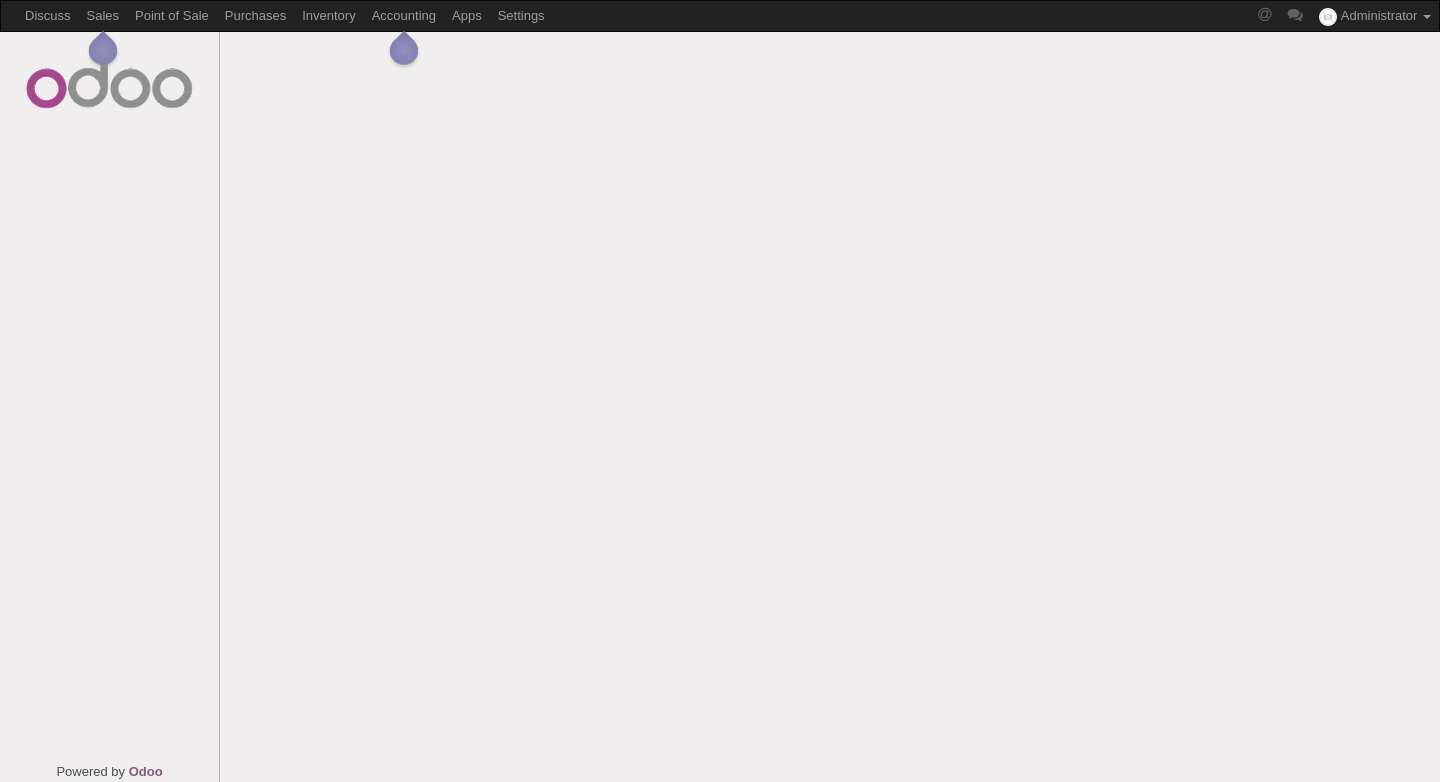 Discuss Sales Point of Sale Purchases Inventory Accounting Apps Settings @ Administrator
odoo
Powered by Odoo